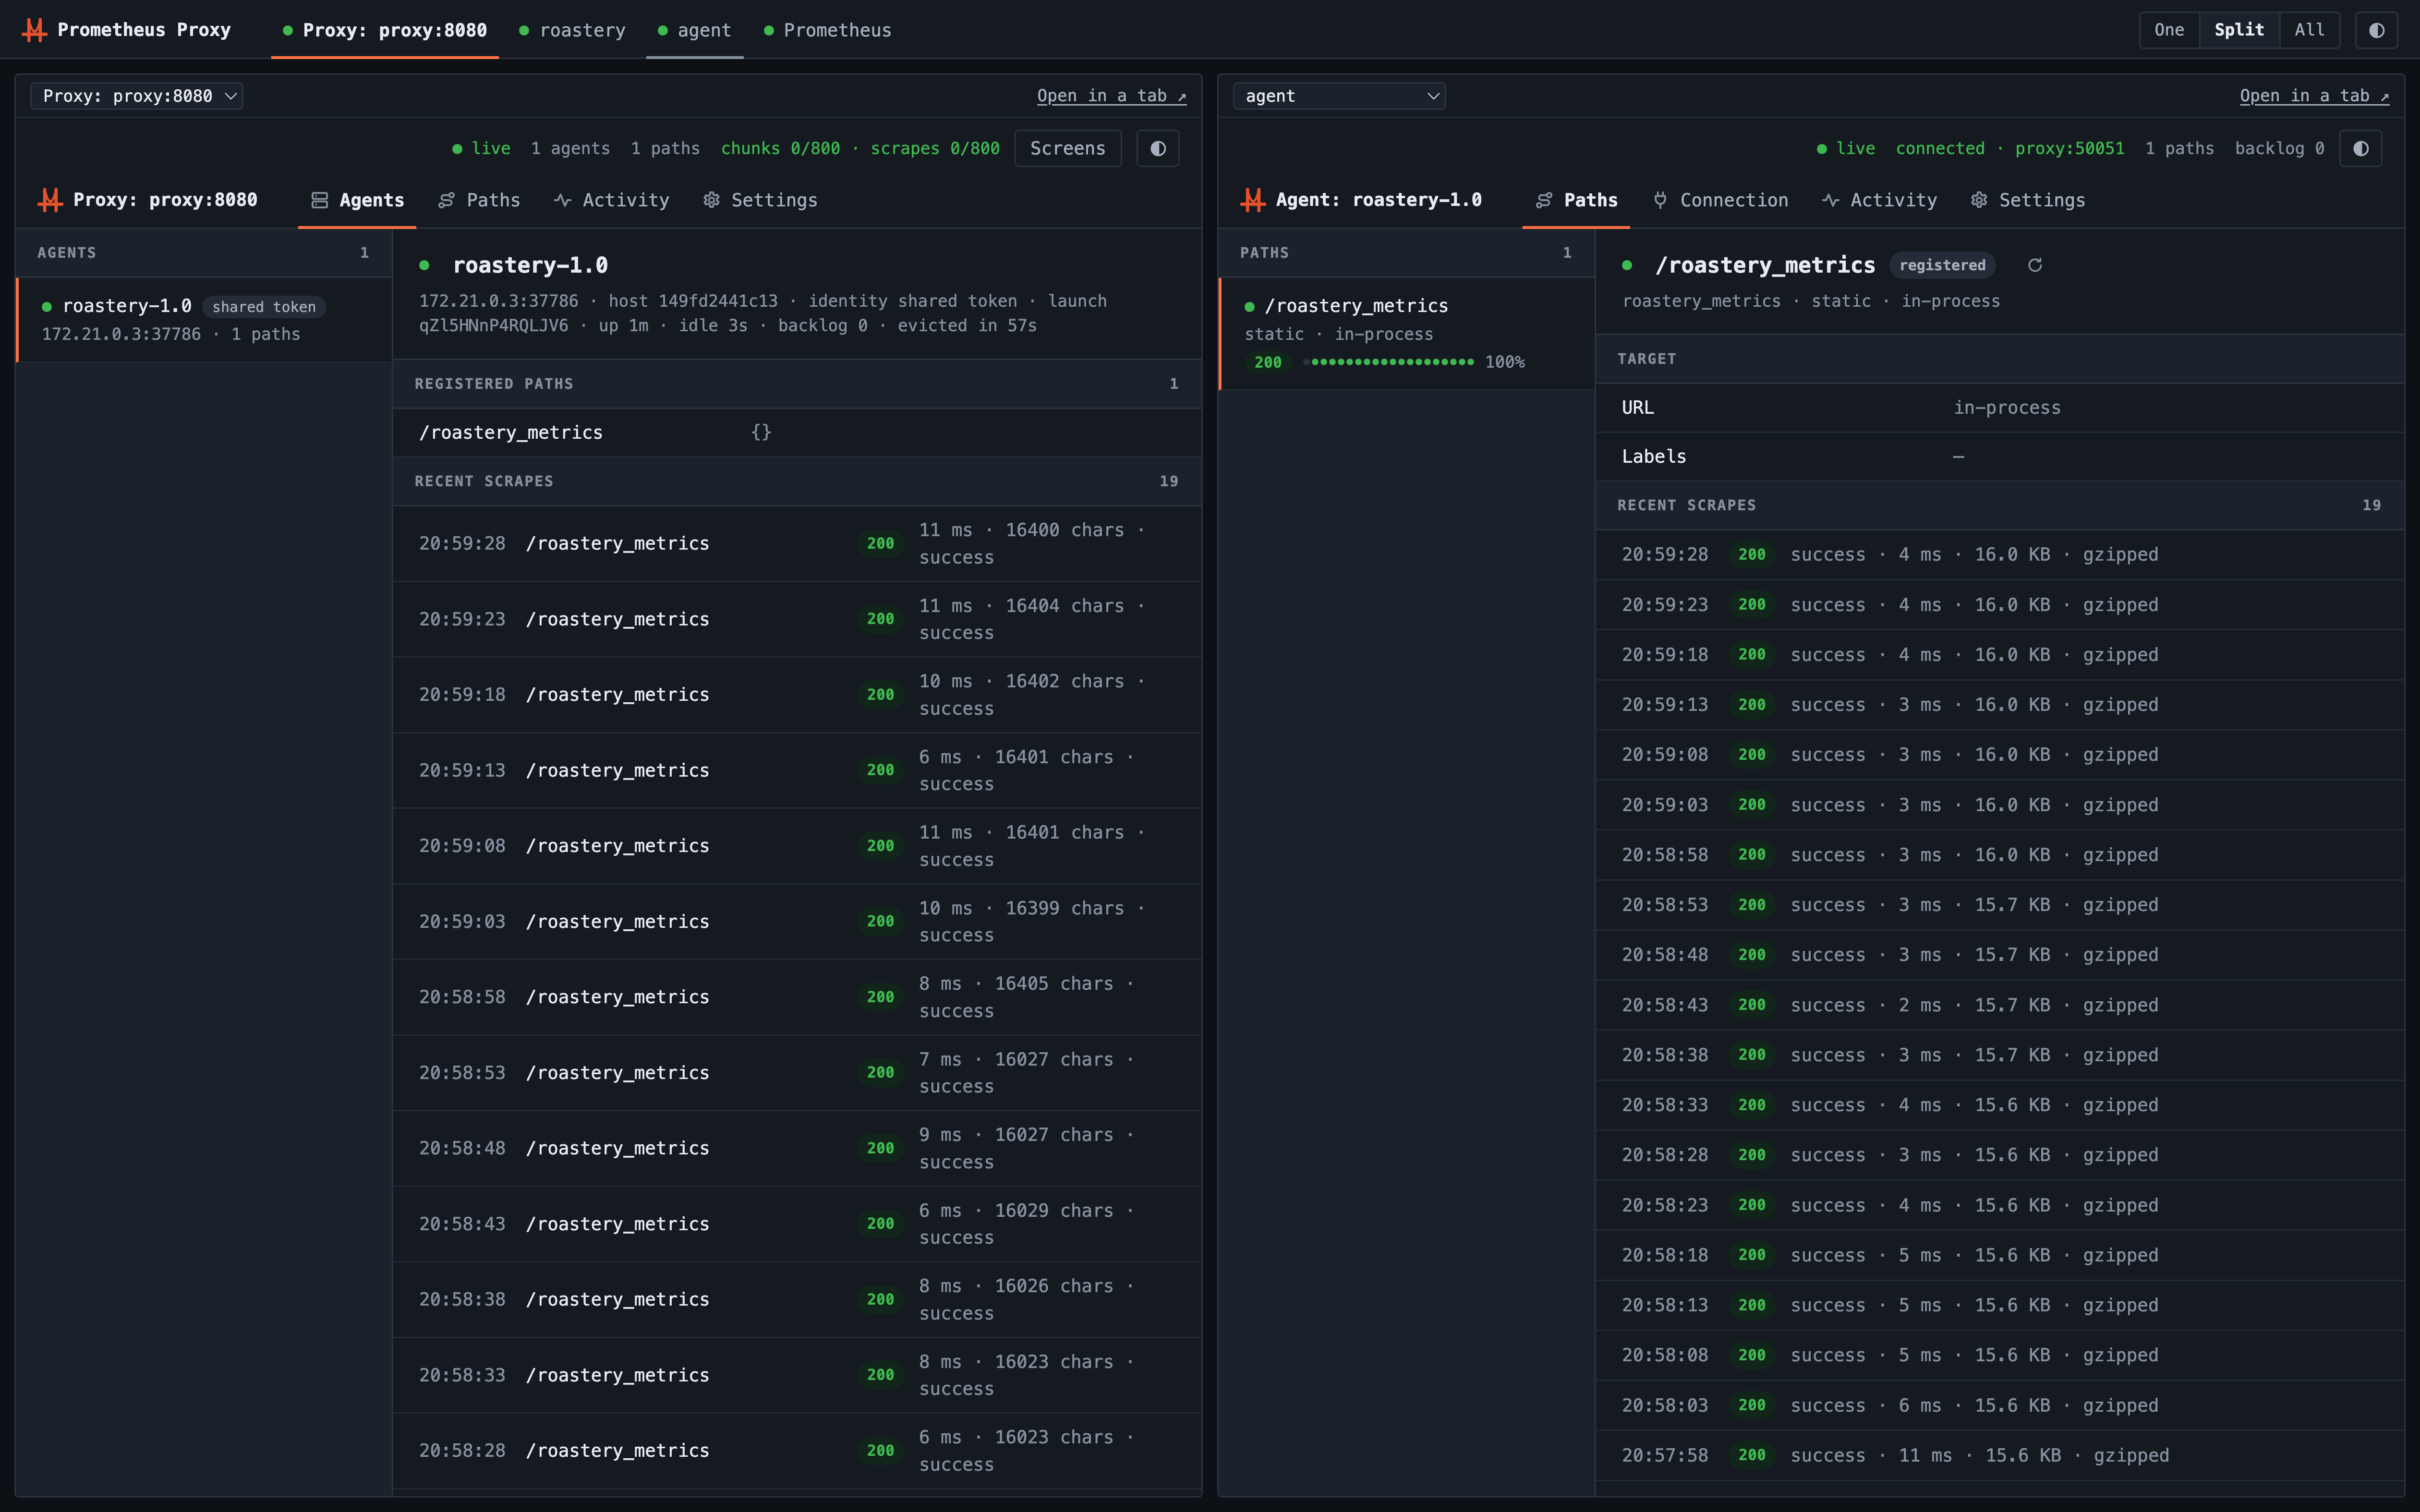 Prometheus Proxy
Proxy: proxy:8080
roastery
agent
Prometheus
One
Split
All
Proxy: proxy:8080
Open in a tab ↗
live 1 agents 1 paths chunks 0/800 · scrapes 0/800
Screens
Proxy: proxy:8080
Agents
Paths
Activity
Settings
AGENTS 1
roastery-1.0 shared token
172.21.0.3:37786 · 1 paths
roastery-1.0
172.21.0.3:37786 · host 149fd2441c13 · identity shared token · launch
qZl5HNnP4RQLJV6 · up 1m · idle 3s · backlog 0 · evicted in 57s
REGISTERED PATHS 1
/roastery_metrics {}
RECENT SCRAPES 19
20:59:28 /roastery_metrics 200 11 ms · 16400 chars ·
success
20:59:23 /roastery_metrics 200 11 ms · 16404 chars ·
success
20:59:18 /roastery_metrics 200 10 ms · 16402 chars ·
success
20:59:13 /roastery_metrics 200 6 ms · 16401 chars ·
success
20:59:08 /roastery_metrics 200 11 ms · 16401 chars ·
success
20:59:03 /roastery_metrics 200 10 ms · 16399 chars ·
success
20:58:58 /roastery_metrics 200 8 ms · 16405 chars ·
success
20:58:53 /roastery_metrics 200 7 ms · 16027 chars ·
success
20:58:48 /roastery_metrics 200 9 ms · 16027 chars ·
success
20:58:43 /roastery_metrics 200 6 ms · 16029 chars ·
success
20:58:38 /roastery_metrics 200 8 ms · 16026 chars ·
success
20:58:33 /roastery_metrics 200 8 ms · 16023 chars ·
success
20:58:28 /roastery_metrics 200 6 ms · 16023 chars ·
success
agent
Open in a tab ↗
live connected · proxy:50051 1 paths backlog 0
Agent: roastery-1.0
Paths
Connection
Activity
Settings
PATHS 1
/roastery_metrics
static · in-process
200 100%
/roastery_metrics registered
roastery_metrics · static · in-process
TARGET
URL in-process
Labels —
RECENT SCRAPES 19
20:59:28 200 success · 4 ms · 16.0 KB · gzipped
20:59:23 200 success · 4 ms · 16.0 KB · gzipped
20:59:18 200 success · 4 ms · 16.0 KB · gzipped
20:59:13 200 success · 3 ms · 16.0 KB · gzipped
20:59:08 200 success · 3 ms · 16.0 KB · gzipped
20:59:03 200 success · 3 ms · 16.0 KB · gzipped
20:58:58 200 success · 3 ms · 16.0 KB · gzipped
20:58:53 200 success · 3 ms · 15.7 KB · gzipped
20:58:48 200 success · 3 ms · 15.7 KB · gzipped
20:58:43 200 success · 2 ms · 15.7 KB · gzipped
20:58:38 200 success · 3 ms · 15.7 KB · gzipped
20:58:33 200 success · 4 ms · 15.6 KB · gzipped
20:58:28 200 success · 3 ms · 15.6 KB · gzipped
20:58:23 200 success · 4 ms · 15.6 KB · gzipped
20:58:18 200 success · 5 ms · 15.6 KB · gzipped
20:58:13 200 success · 5 ms · 15.6 KB · gzipped
20:58:08 200 success · 5 ms · 15.6 KB · gzipped
20:58:03 200 success · 6 ms · 15.6 KB · gzipped
20:57:58 200 success · 11 ms · 15.6 KB · gzipped